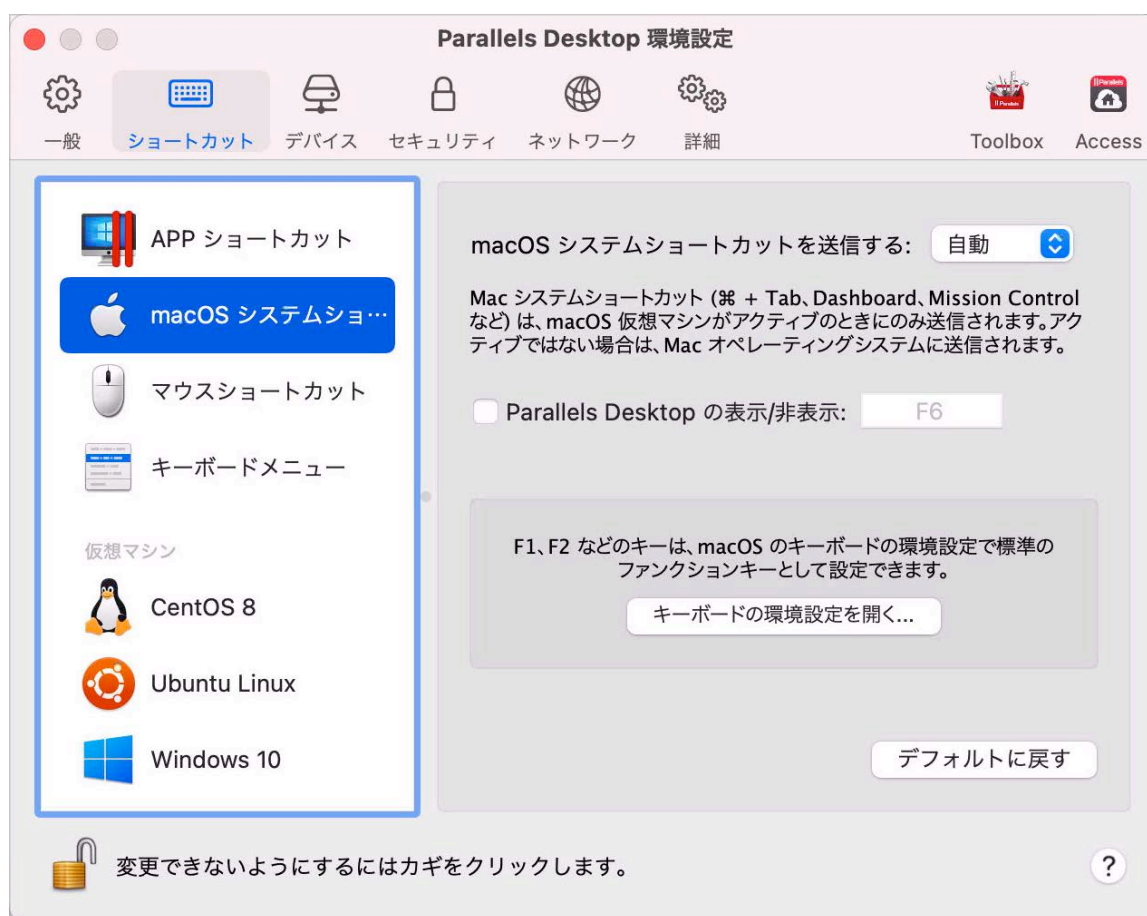 Parallels Desktop 環境設定
一般
ショートカット
デバイス
セキュリティ
ネットワーク
詳細
Toolbox
Access
APP ショートカット
macOS システムショ…
マウスショートカット
キーボードメニュー
仮想マシン
CentOS 8
Ubuntu Linux
Windows 10
macOS システムショートカットを送信する: 自動
Mac システムショートカット (⌘ + Tab、Dashboard、Mission Control
など) は、macOS 仮想マシンがアクティブのときにのみ送信されます。アク
ティブではない場合は、Mac オペレーティングシステムに送信されます。
Parallels Desktop の表示/非表示: F6
F1、F2 などのキーは、macOS のキーボードの環境設定で標準の
ファンクションキーとして設定できます。
キーボードの環境設定を開く...
デフォルトに戻す
変更できないようにするにはカギをクリックします。
?